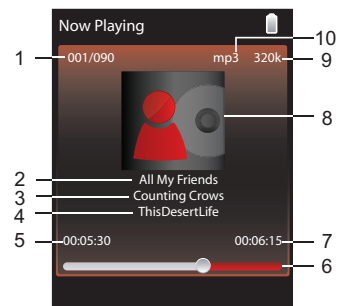 Now Playing
10
1 001/090 mp3 320k 9
8
2 All My Friends
3 Counting Crows
4 ThisDesertLife
5 00:05:30 00:06:15 7
6